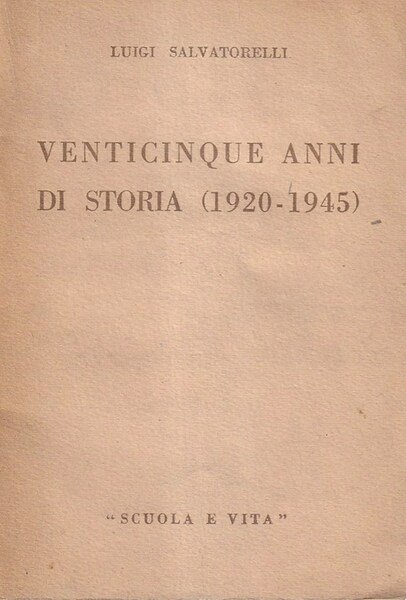 LUIGI SALVATORELLI
VENTICINQUE ANNI
DI STORIA (1920-1945)
"SCUOLA E VITA"